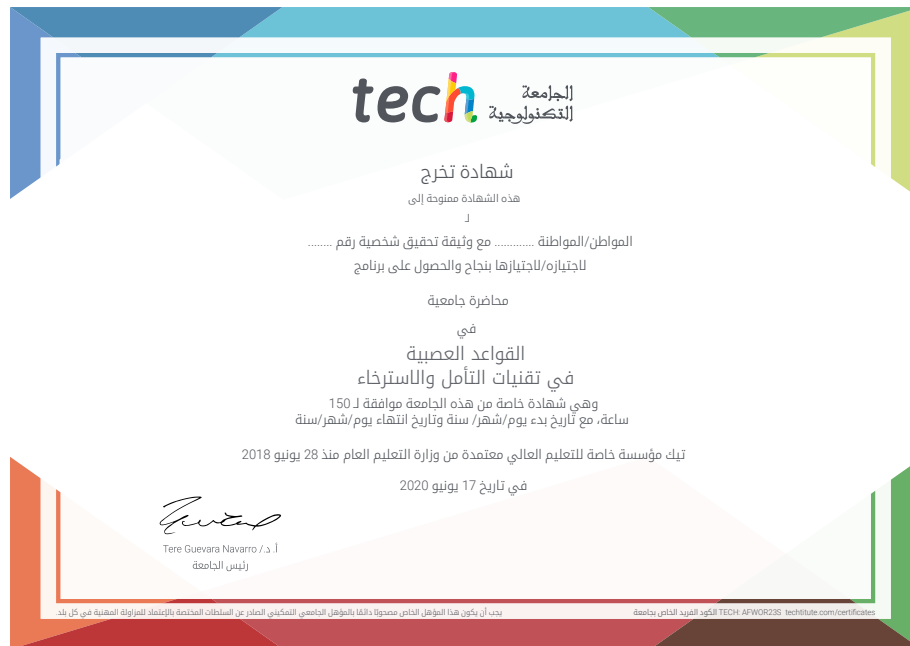 tech
الجامعة
التكنولوجية
شهادة تخرج
هذه الشهادة ممنوحة إلى
لـ
المواطن/المواطنة ............. مع وثيقة تحقيق شخصية رقم ........
لاجتيازه/لاجتيازها بنجاح والحصول على برنامج
محاضرة جامعية
في
القواعد العصبية
في تقنيات التأمل والاسترخاء
وهي شهادة خاصة من هذه الجامعة موافقة لـ 150
ساعة، مع تاريخ بدء يوم/شهر/ سنة وتاريخ انتهاء يوم/شهر/سنة
تيك مؤسسة خاصة للتعليم العالي معتمدة من وزارة التعليم العام منذ 28 يونيو 2018
في تاريخ 17 يونيو 2020
أ. د./ Tere Guevara Navarro
رئيس الجامعة
يجب أن يكون هذا المؤهل الخاص مصحوبًا دائمًا بالمؤهل الجامعي التمكيني الصادر عن السلطات المختصة بالإعتماد للمزاولة المهنية في كل بلد.
الكود الفريد الخاص بجامعة TECH: AFWOR23S techtitute.com/certificates